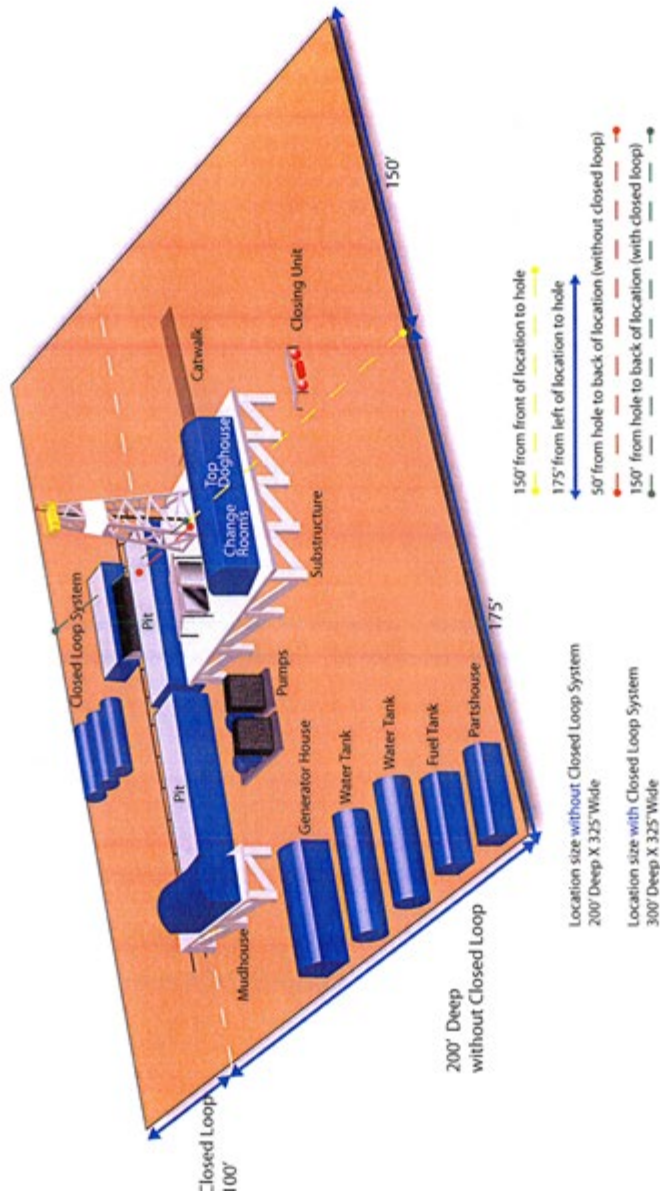 Closed Loop System
Pit
Pit
Top
Doghouse
Change
Rooms
Catwalk
Closing Unit
Substructure
Pumps
Mudhouse
Generator House
Water Tank
Water Tank
Fuel Tank
Partshouse
Closed Loop
100'
200' Deep
without Closed Loop
175'
150'
150' from front of location to hole
175' from left of location to hole
50' from hole to back of location (without closed loop)
150' from hole to back of location (with closed loop)
Location size without Closed Loop System
200' Deep X 325' Wide
Location size with Closed Loop System
300' Deep X 325' Wide